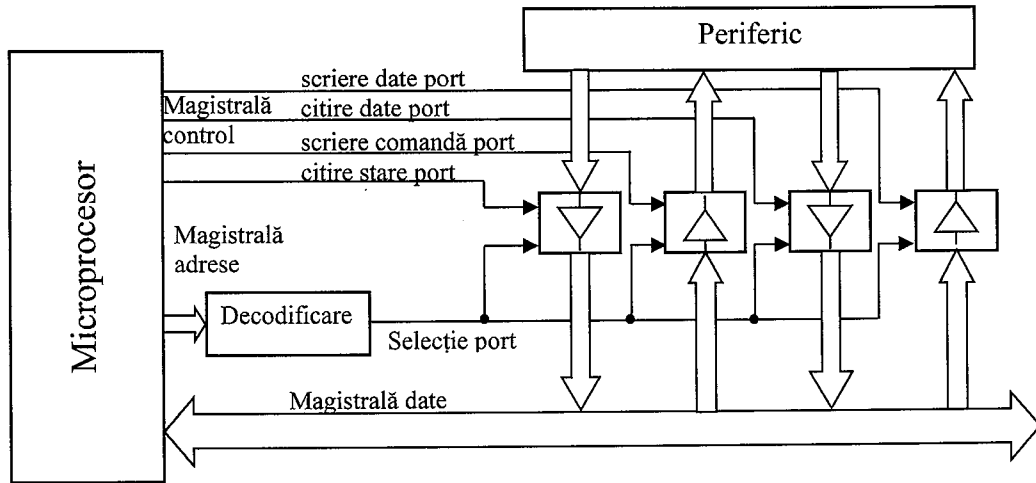 Periferic
scriere date port
Magistrală
citire date port
control
scriere comandă port
citire stare port
Microprocesor
Magistrală
adrese
Decodificare
Selecție port
Magistrală date